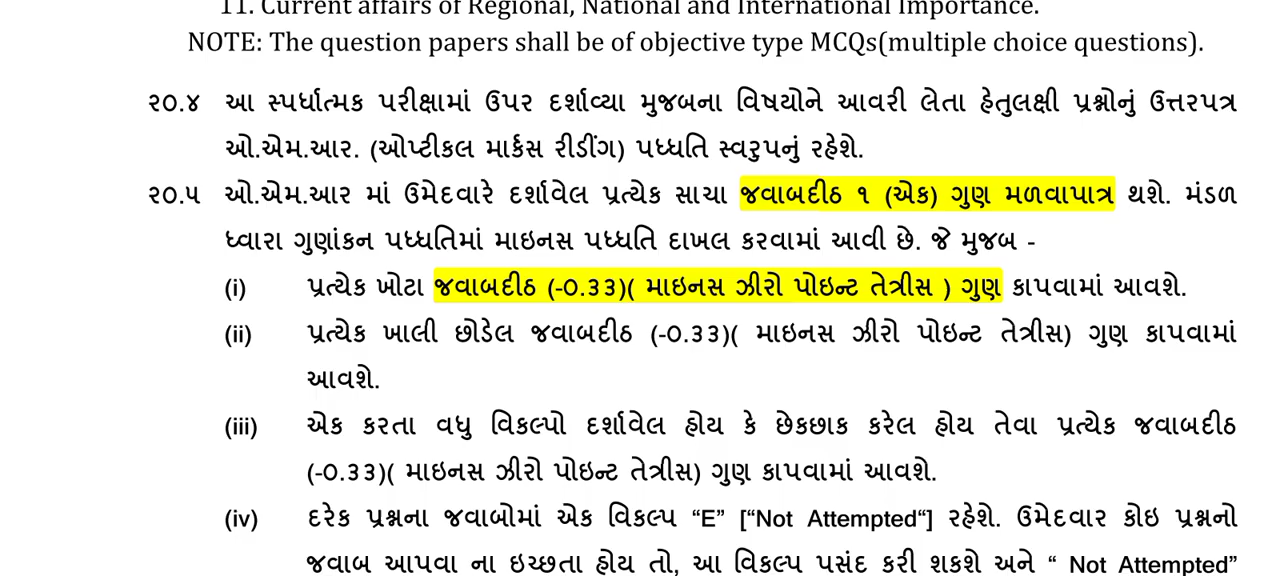 11. Current affairs of Regional, National and International Importance.
NOTE: The question papers shall be of objective type MCQs(multiple choice questions).
૨૦.૪ આ સ્પર્ધાત્મક પરીક્ષામાં ઉપર દર્શાવ્યા મુજબના વિષયોને આવરી લેતા હેતુલક્ષી પ્રશ્નોનું ઉત્તરપત્ર
ઓ.એમ.આર. (ઓપ્ટીકલ માર્કસ રીડીંગ) પધ્ધતિ સ્વરુપનું રહેશે.
૨૦.૫ ઓ.એમ.આર માં ઉમેદવારે દર્શાવેલ પ્રત્યેક સાચા જવાબદીઠ ૧ (એક) ગુણ મળવાપાત્ર થશે. મંડળ
ધ્વારા ગુણાંકન પધ્ધતિમાં માઇનસ પધ્ધતિ દાખલ કરવામાં આવી છે. જે મુજબ -
(i) પ્રત્યેક ખોટા જવાબદીઠ (-0.33)( માઇનસ ઝીરો પોઇન્ટ તેત્રીસ ) ગુણ કાપવામાં આવશે.
(ii) પ્રત્યેક ખાલી છોડેલ જવાબદીઠ (-0.33)( માઇનસ ઝીરો પોઇન્ટ તેત્રીસ) ગુણ કાપવામાં
આવશે.
(iii) એક કરતા વધુ વિકલ્પો દર્શાવેલ હોય કે છેકછાક કરેલ હોય તેવા પ્રત્યેક જવાબદીઠ
(-0.33)( માઇનસ ઝીરો પોઇન્ટ તેત્રીસ) ગુણ કાપવામાં આવશે.
(iv) દરેક પ્રશ્નના જવાબોમાં એક વિકલ્પ “E” [“Not Attempted“] રહેશે. ઉમેદવાર કોઇ પ્રશ્નનો
જવાબ આપવા ના ઇચ્છતા હોય તો, આ વિકલ્પ પસંદ કરી શકશે અને “ Not Attempted”